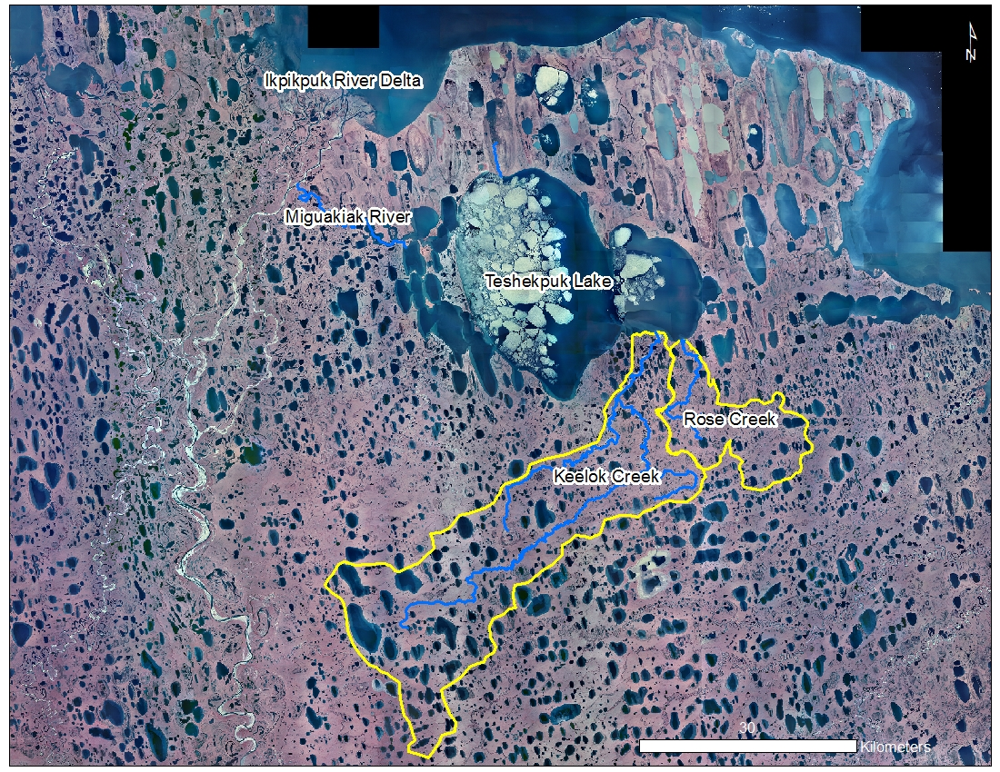 N
Ikpikpuk River Delta
Miguakiak River
Teshekpuk Lake
Rose Creek
Keelok Creek
30
Kilometers